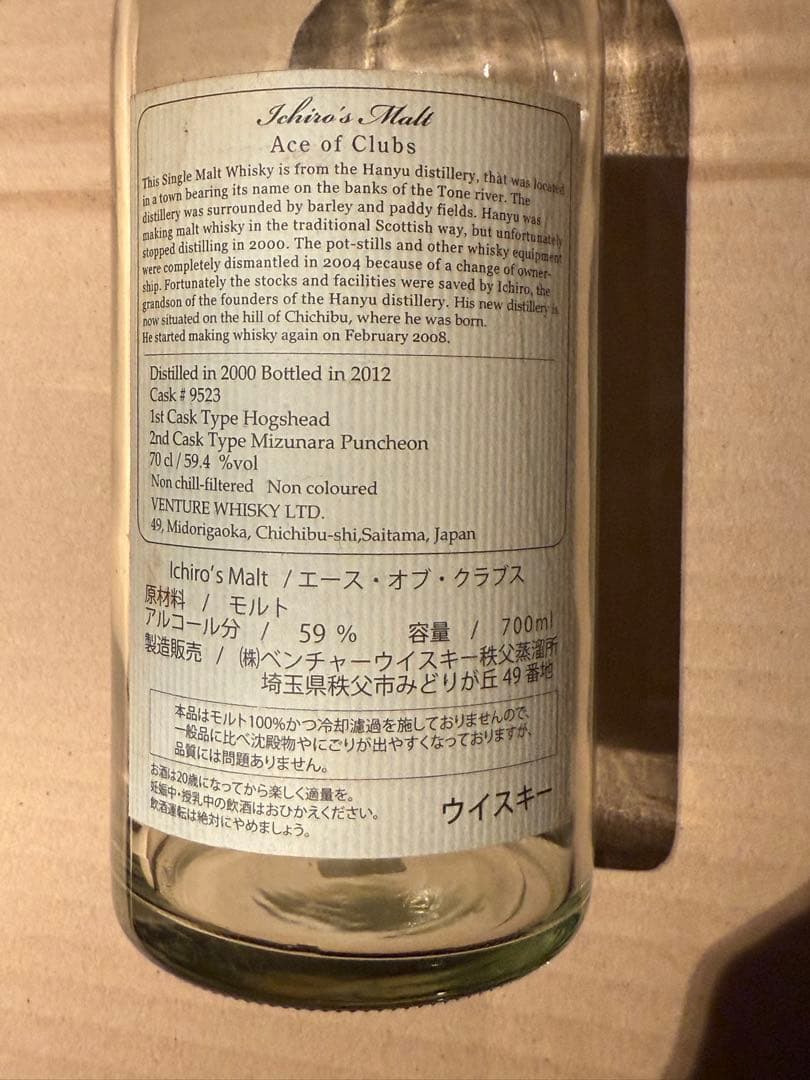 Ichiro's Malt
Ace of Clubs
This Single Malt Whisky is from the Hanyu distillery, that was located
in a town bearing its name on the banks of the Tone river. The
distillery was surrounded by barley and paddy fields. Hanyu was
making malt whisky in the traditional Scottish way, but unfortunately
stopped distilling in 2000. The pot-stills and other whisky equipment
were completely dismantled in 2004 because of a change of owner-
ship. Fortunately the stocks and facilities were saved by Ichiro, the
grandson of the founders of the Hanyu distillery. His new distillery is
now situated on the hill of Chichibu, where he was born.
He started making whisky again on February 2008.
Distilled in 2000 Bottled in 2012
Cask # 9523
1st Cask Type Hogshead
2nd Cask Type Mizunara Puncheon
70 cl / 59.4 %vol
Non chill-filtered Non coloured
VENTURE WHISKY LTD.
49, Midorigaoka, Chichibu-shi,Saitama, Japan
Ichiro's Malt / エース・オブ・クラブス
原材料 / モルト
アルコール分 / 59 % 容量 / 700ml
製造販売 / ㈱ベンチャーウイスキー秩父蒸溜所
埼玉県秩父市みどりが丘 49 番地
本品はモルト100%かつ冷却濾過を施しておりませんので、
一般品に比べ沈殿物やにごりが出やすくなっておりますが、
品質には問題ありません。
お酒は20歳になってから楽しく適量を。
妊娠中・授乳中の飲酒はおひかえください。
飲酒運転は絶対にやめましょう。
ウイスキー